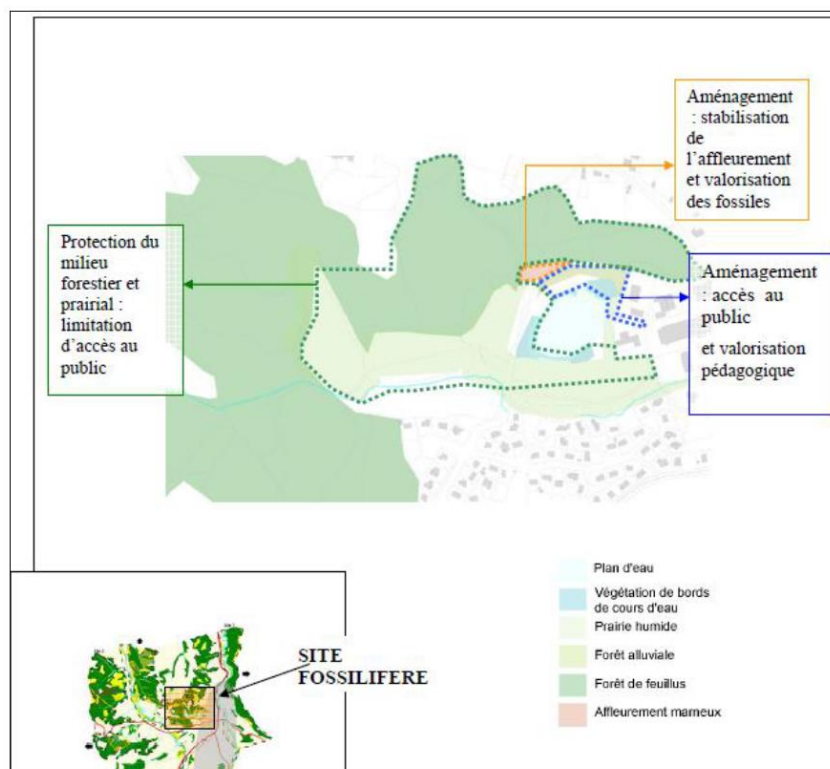 Aménagement
: stabilisation
de
l'affleurement
et valorisation
des fossiles
Protection du
milieu
forestier et
prairial :
limitation
d'accès au
public
Aménagement
: accès au
public
et valorisation
pédagogique
Plan d'eau
Végétation de bords
de cours d'eau
Prairie humide
Forêt alluviale
Forêt de feuillus
Affleurement marneux
SITE
FOSSILIFERE